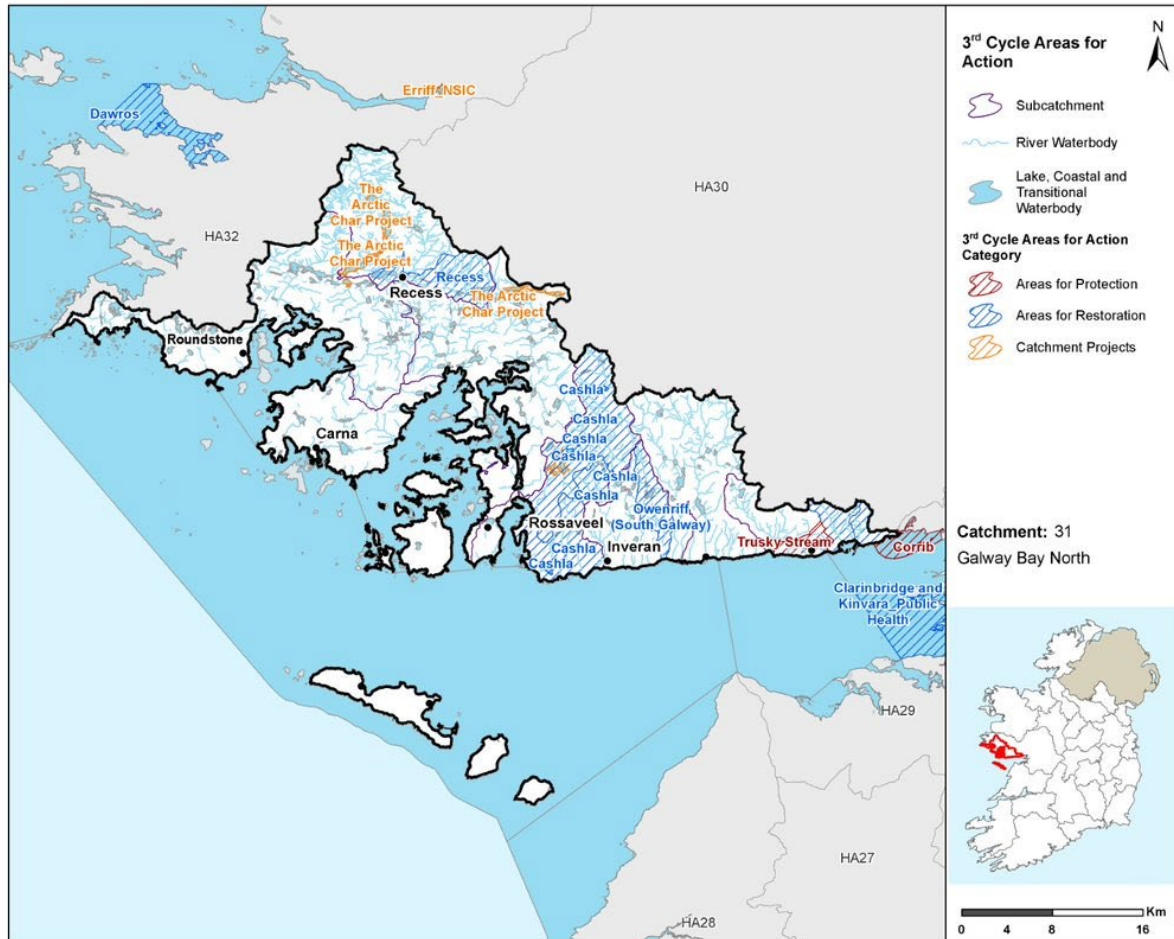 Erriff_NSIC
Dawros
HA30
The
Arctic
Char Project
HA32
The Arctic
Char Project
Recess
Recess
The Arctic
Char Project
Roundstone
Cashla
Cashla
Carna
Cashla
Cashla
Cashla
Cashla
Owenriff
(South Galway)
Rossaveel
Trusky Stream
Inveran
Corrib
Cashla
Cashla
Clarinbridge and
Kinvara_Public
Health
HA29
HA27
HA28
3rd Cycle Areas for
Action
N
Subcatchment
River Waterbody
Lake, Coastal and
Transitional
Waterbody
3rd Cycle Areas for Action
Category
Areas for Protection
Areas for Restoration
Catchment Projects
Catchment: 31
Galway Bay North
Km
0 4 8 16